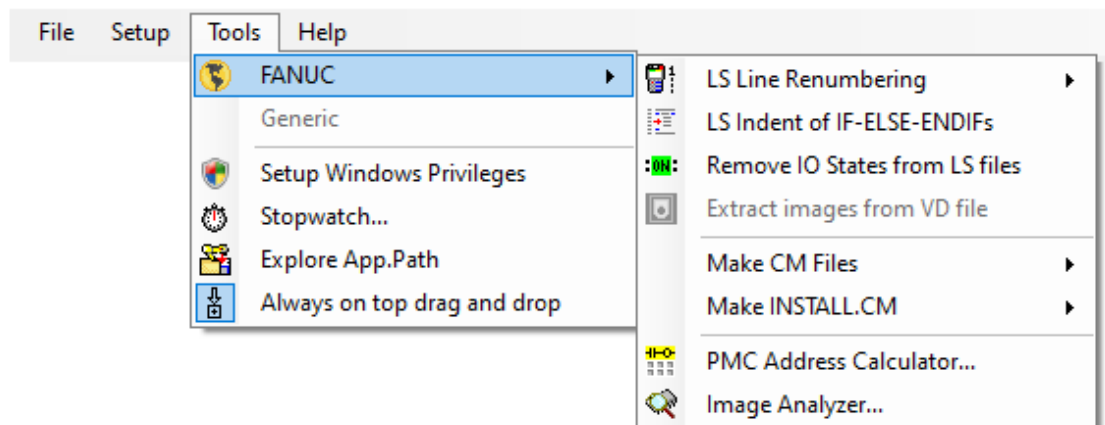 File Setup Tools Help
FANUC
Generic
Setup Windows Privileges
Stopwatch...
Explore App.Path
Always on top drag and drop
1
LS Line Renumbering
LS Indent of IF-ELSE-ENDIFs
:ON:
Remove IO States from LS files
Extract images from VD file
Make CM Files
Make INSTALL.CM
PMC Address Calculator...
Image Analyzer...